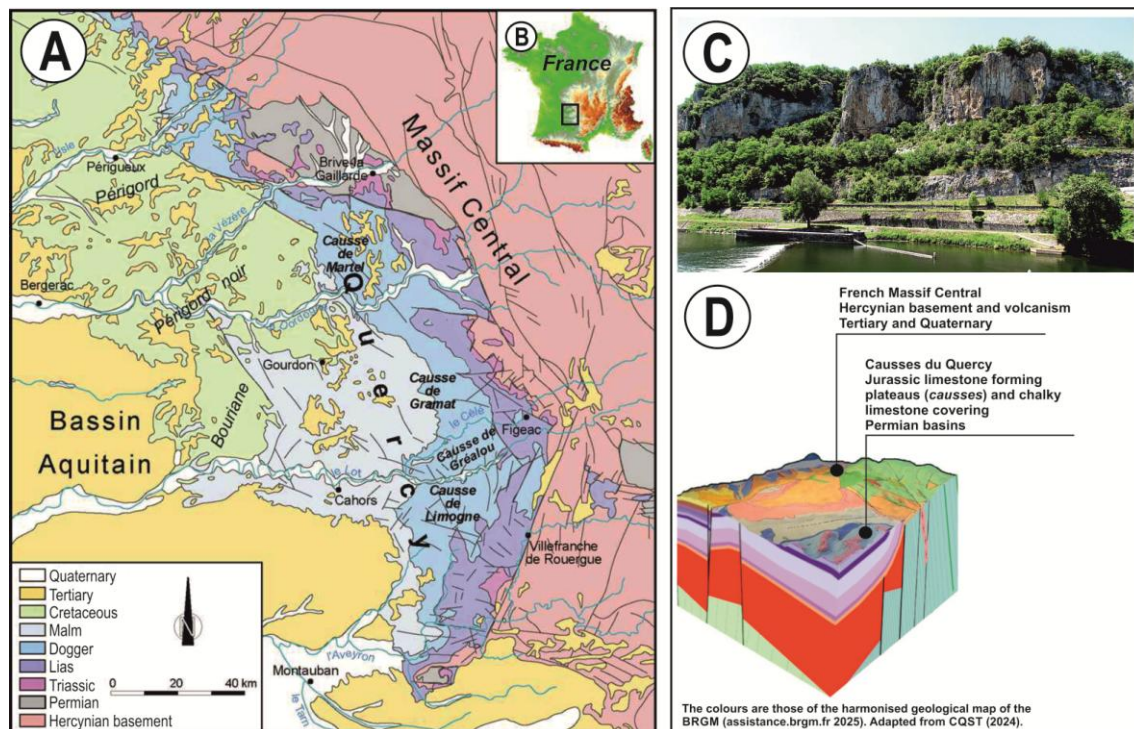 A
B
France
Massif Central
Isle
Périgueux
Périgord
Brive-la
Gaillarde
la Vézère
Causse
de
Martel
Bergerac
Périgord noir
Dordogne
Quercy
Gourdon
Causse
de
Gramat
Bassin
Aquitain
Bouriane
le Célé
Figeac
Causse de
Gréalou
le Lot
Cahors
Causse
de
Limogne
Villefranche
de Rouergue
l'Aveyron
Montauban
le Tarn
Quaternary
Tertiary
Cretaceous
Malm
Dogger
Lias
Triassic
Permian
Hercynian basement
N
0 20 40 km
C
D
French Massif Central
Hercynian basement and volcanism
Tertiary and Quaternary
Causses du Quercy
Jurassic limestone forming
plateaus (causses) and chalky
limestone covering
Permian basins
The colours are those of the harmonised geological map of the
BRGM (assistance.brgm.fr 2025). Adapted from CQST (2024).